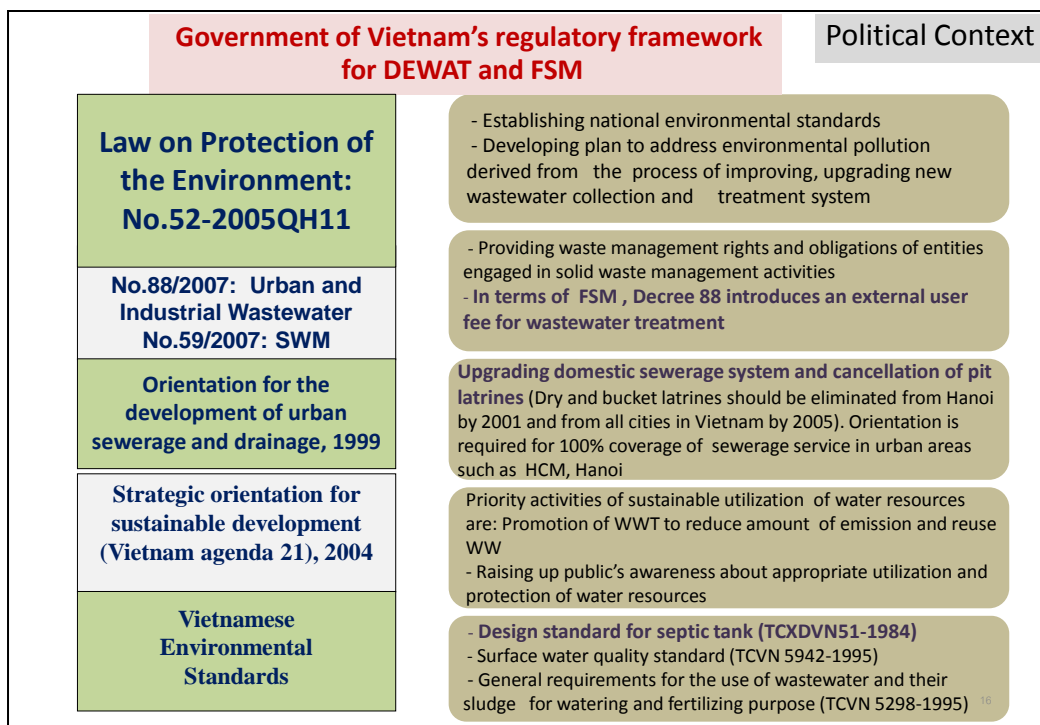 Government of Vietnam's regulatory framework
for DEWAT and FSM
Political Context
Law on Protection of
the Environment:
No.52-2005QH11
- Establishing national environmental standards
- Developing plan to address environmental pollution
derived from the process of improving, upgrading new
wastewater collection and treatment system
No.88/2007: Urban and
Industrial Wastewater
No.59/2007: SWM
- Providing waste management rights and obligations of entities
engaged in solid waste management activities
- In terms of FSM , Decree 88 introduces an external user
fee for wastewater treatment
Orientation for the
development of urban
sewerage and drainage, 1999
Upgrading domestic sewerage system and cancellation of pit
latrines (Dry and bucket latrines should be eliminated from Hanoi
by 2001 and from all cities in Vietnam by 2005). Orientation is
required for 100% coverage of sewerage service in urban areas
such as HCM, Hanoi
Strategic orientation for
sustainable development
(Vietnam agenda 21), 2004
Priority activities of sustainable utilization of water resources
are: Promotion of WWT to reduce amount of emission and reuse
WW
- Raising up public's awareness about appropriate utilization and
protection of water resources
Vietnamese
Environmental
Standards
- Design standard for septic tank (TCXDVN51-1984)
- Surface water quality standard (TCVN 5942-1995)
- General requirements for the use of wastewater and their
sludge for watering and fertilizing purpose (TCVN 5298-1995)
16